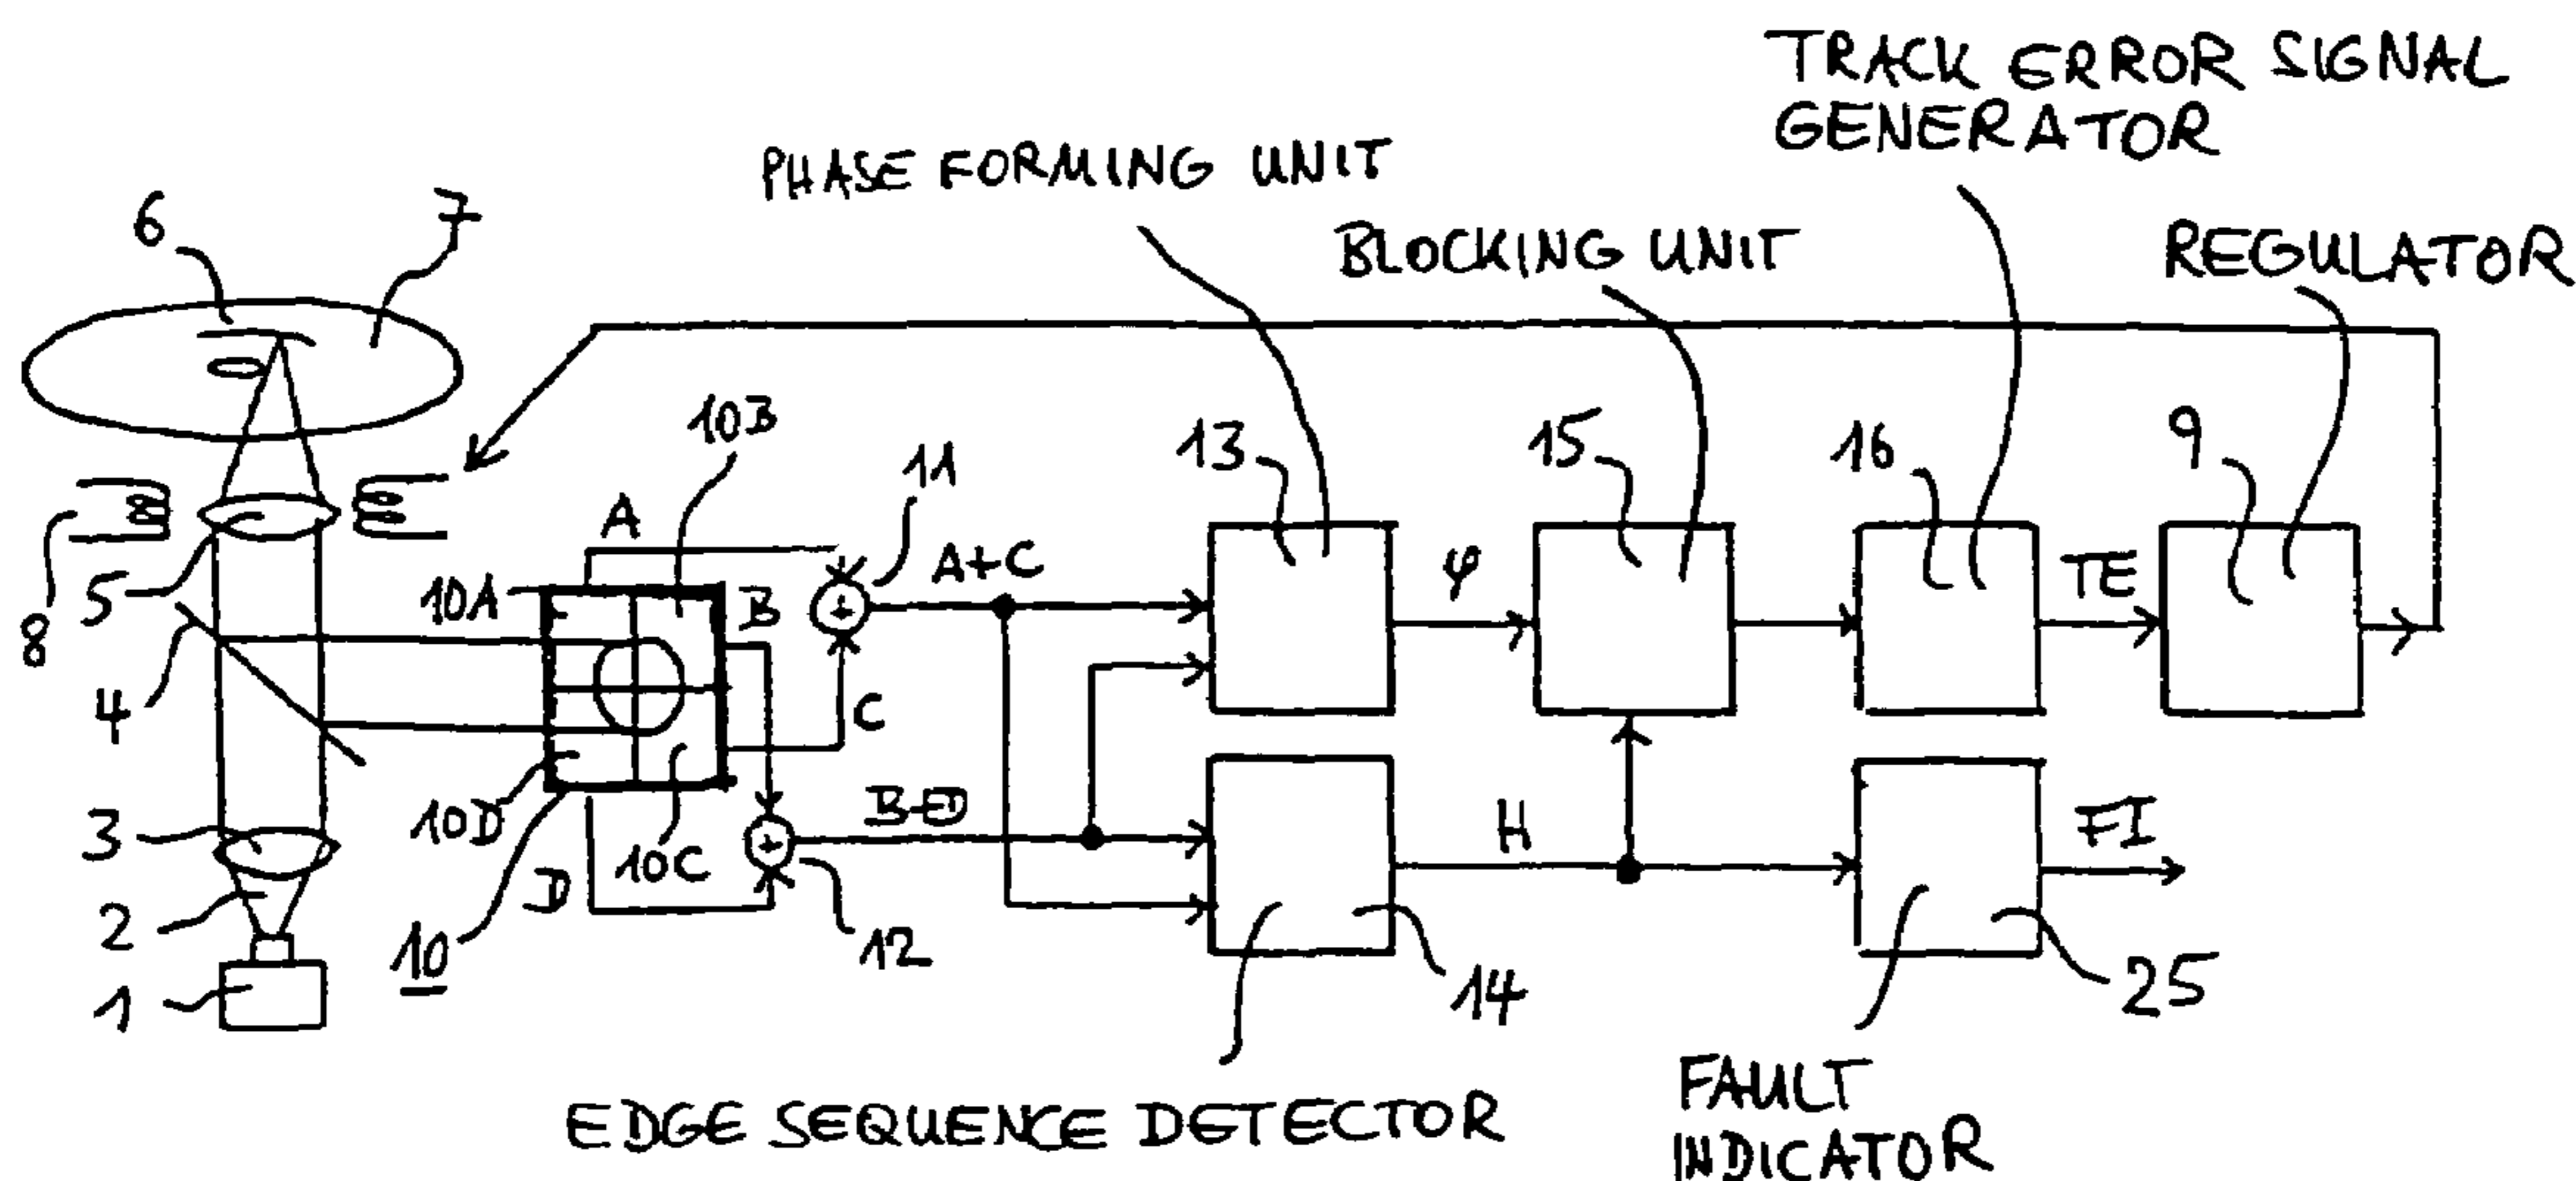 TRACK ERROR SIGNAL
GENERATOR
PHASE FORMING UNIT
BLOCKING UNIT
REGULATOR
6
7
10B
11
13
15
16
9
A
A+C
φ
TE
8
5
10A
B
4
C
10D
10C
B+D
H
FI
3
D
2
10
12
14
25
1
EDGE SEQUENCE DETECTOR
FAULT
INDICATOR